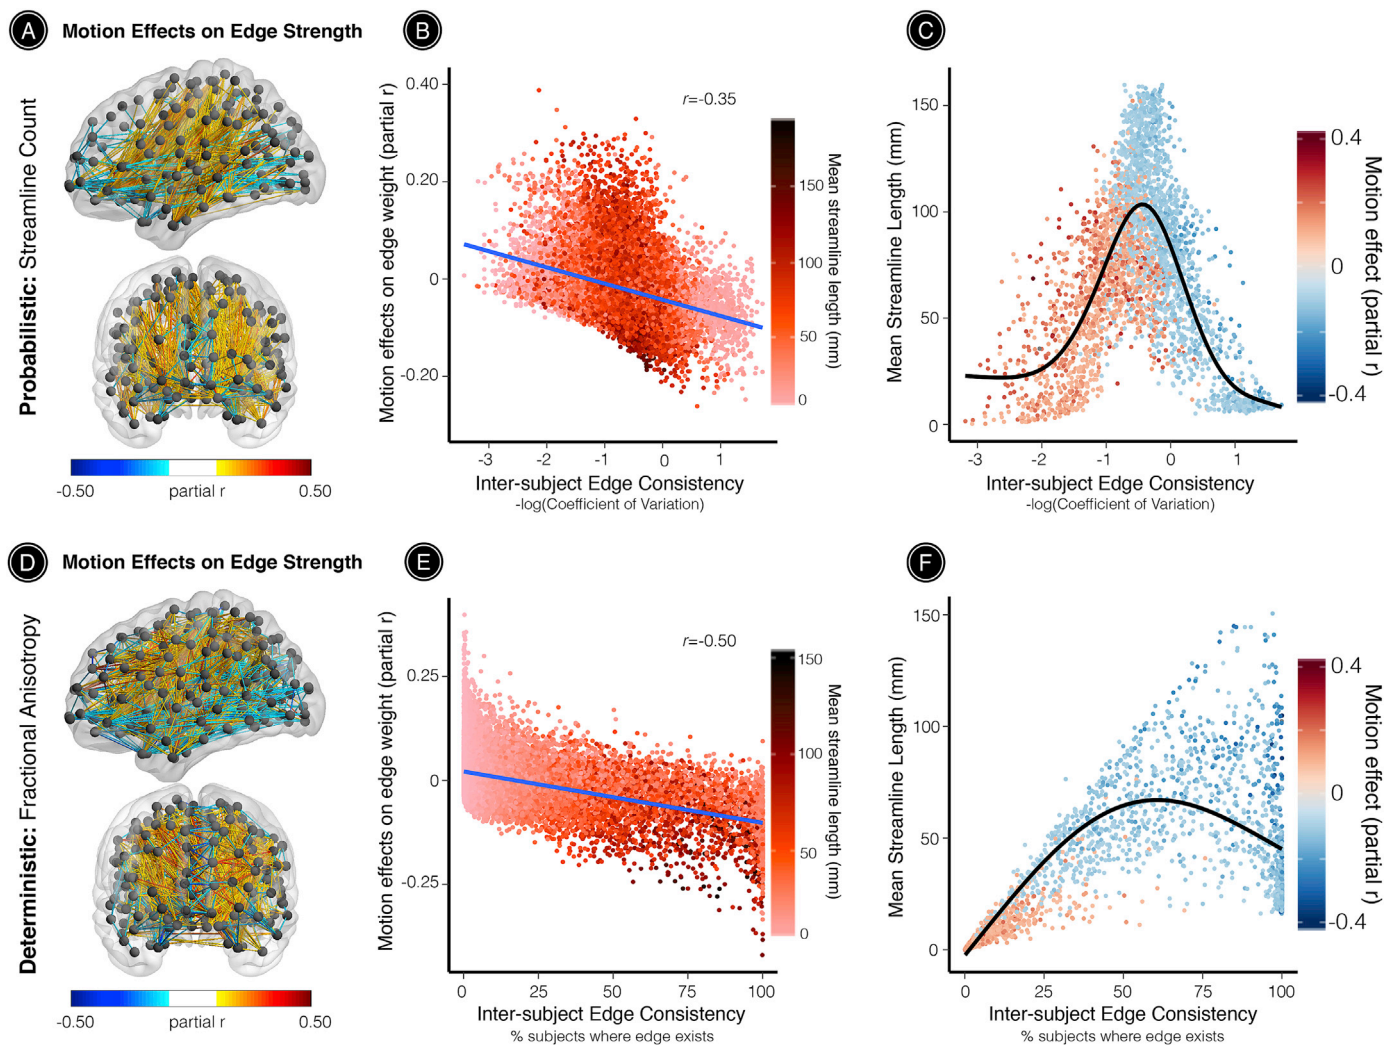 A
Motion Effects on Edge Strength
Probabilistic: Streamline Count
-0.50
partial r
0.50
B
Motion effects on edge weight (partial r)
0.40
0.20
0
-0.20
r=-0.35
150
100
50
0
Mean streamline length (mm)
-3
-2
-1
0
1
Inter-subject Edge Consistency
-log(Coefficient of Variation)
C
Mean Streamline Length (mm)
150
100
50
0
0.4
0.2
0
-0.2
-0.4
Motion effect (partial r)
-3
-2
-1
0
1
Inter-subject Edge Consistency
-log(Coefficient of Variation)
D
Motion Effects on Edge Strength
Deterministic: Fractional Anisotropy
-0.50
partial r
0.50
E
Motion effects on edge weight (partial r)
0.25
0
-0.25
r=-0.50
150
100
50
0
Mean streamline length (mm)
0
25
50
75
100
Inter-subject Edge Consistency
% subjects where edge exists
F
Mean Streamline Length (mm)
150
100
50
0
0.4
0.2
0
-0.2
-0.4
Motion effect (partial r)
0
25
50
75
100
Inter-subject Edge Consistency
% subjects where edge exists